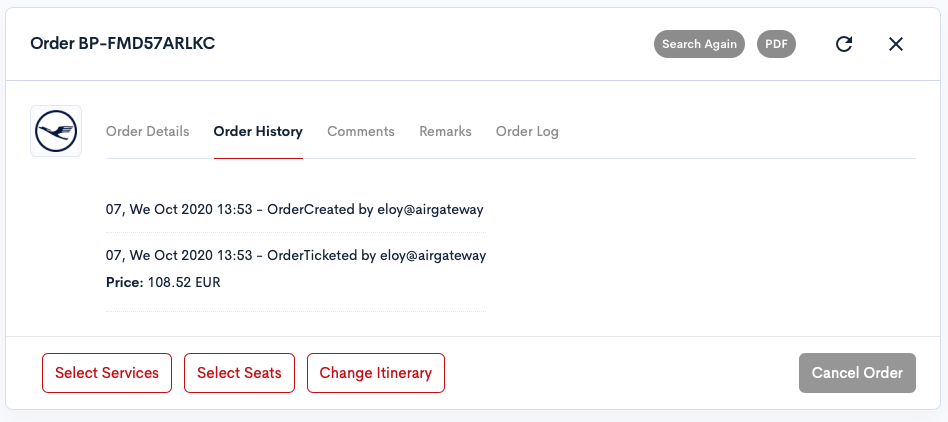 Order BP-FMD57ARLKC
Search Again
PDF
Order Details
Order History
Comments
Remarks
Order Log
07, We Oct 2020 13:53 - OrderCreated by eloy@airgateway
07, We Oct 2020 13:53 - OrderTicketed by eloy@airgateway
Price: 108.52 EUR
Select Services
Select Seats
Change Itinerary
Cancel Order